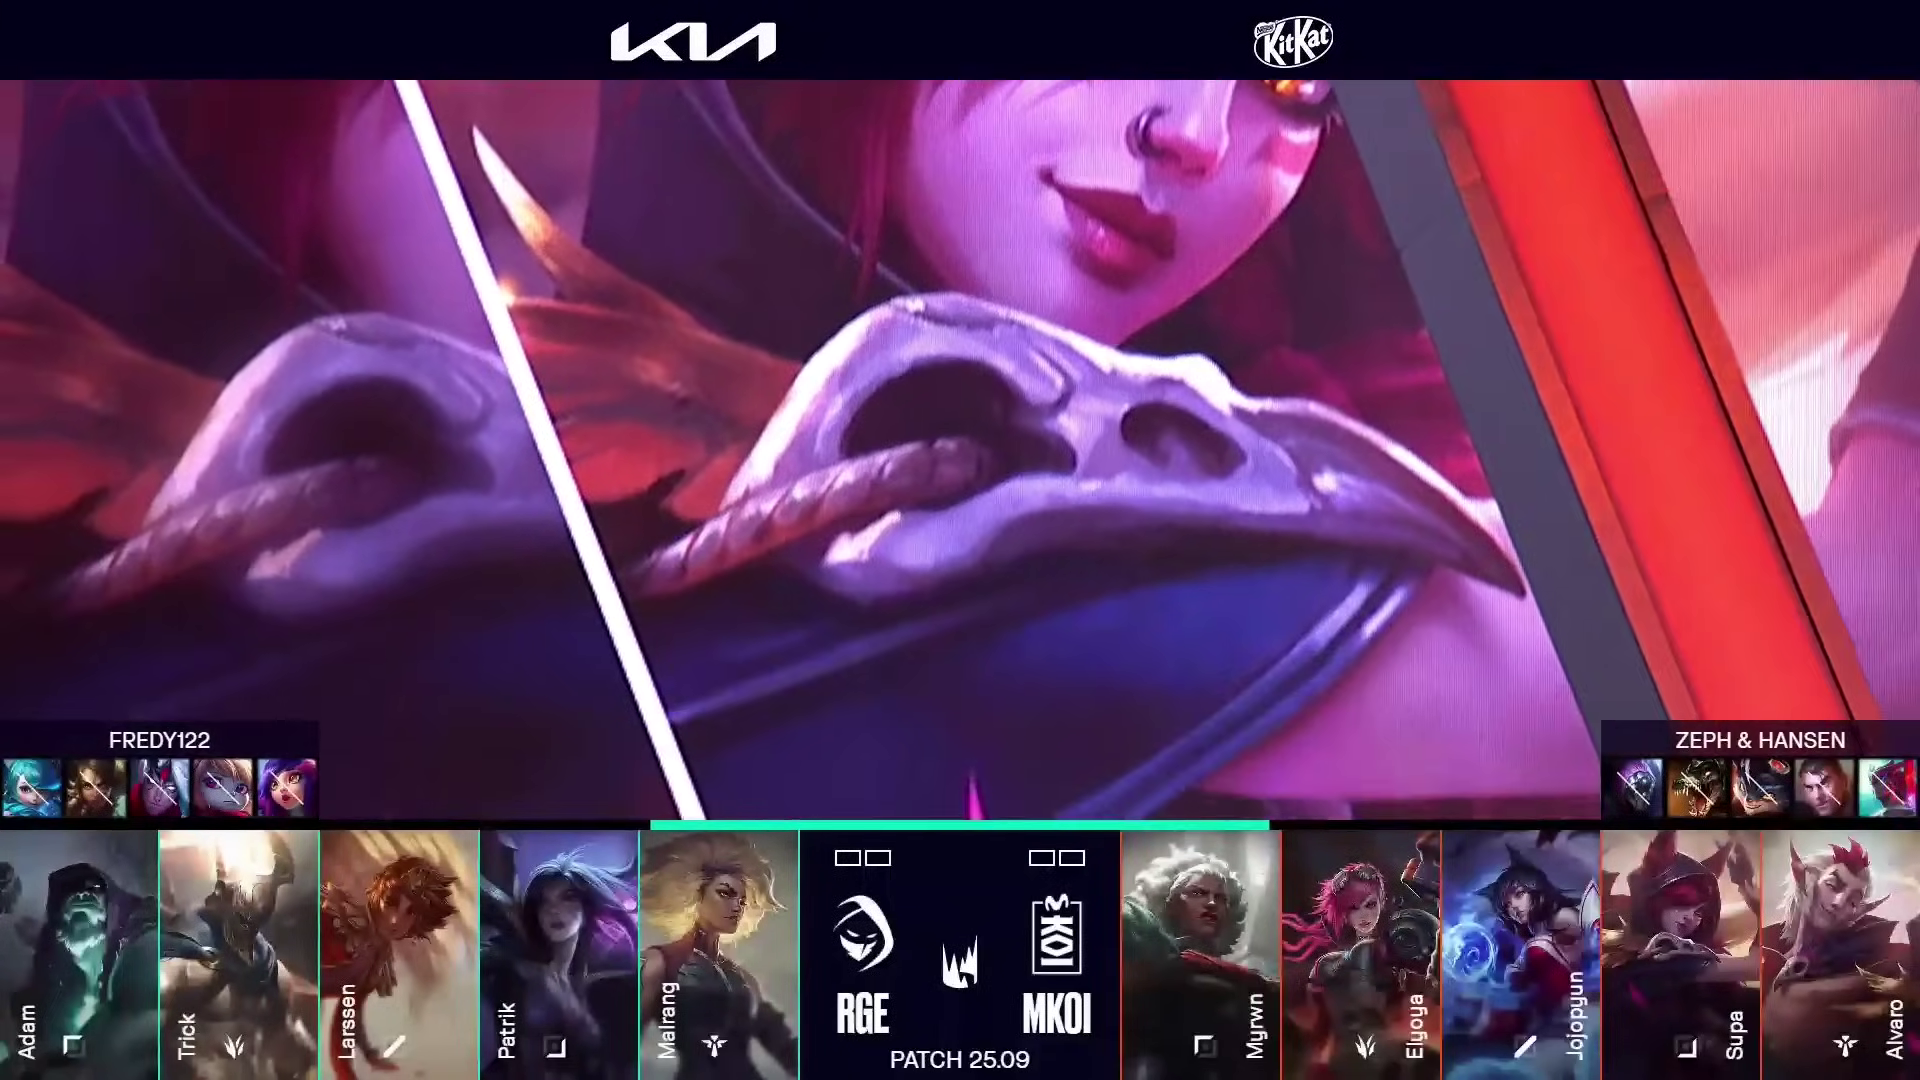 KIA
Nestlé
KitKat
FREDY122
ZEPH & HANSEN
Adam
Trick
Larssen
Patrik
Malrang
RGE
MKOI
PATCH 25.09
Myrwn
Elyoya
Jojopyun
Supa
Alvaro